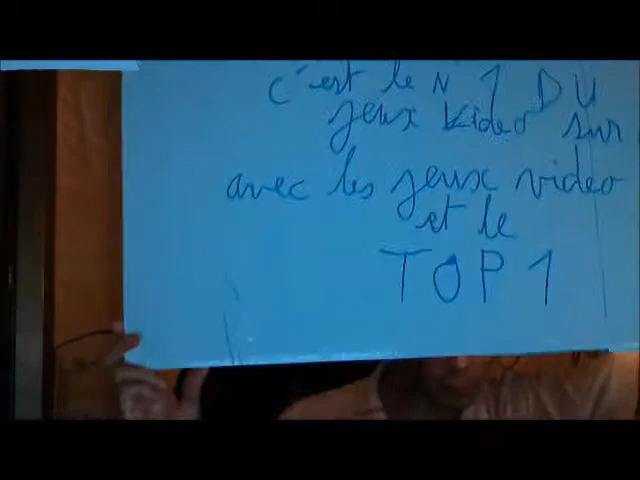 c'est le N° 1 DU
jeux video sur
avec les jeux video
et le
TOP 1